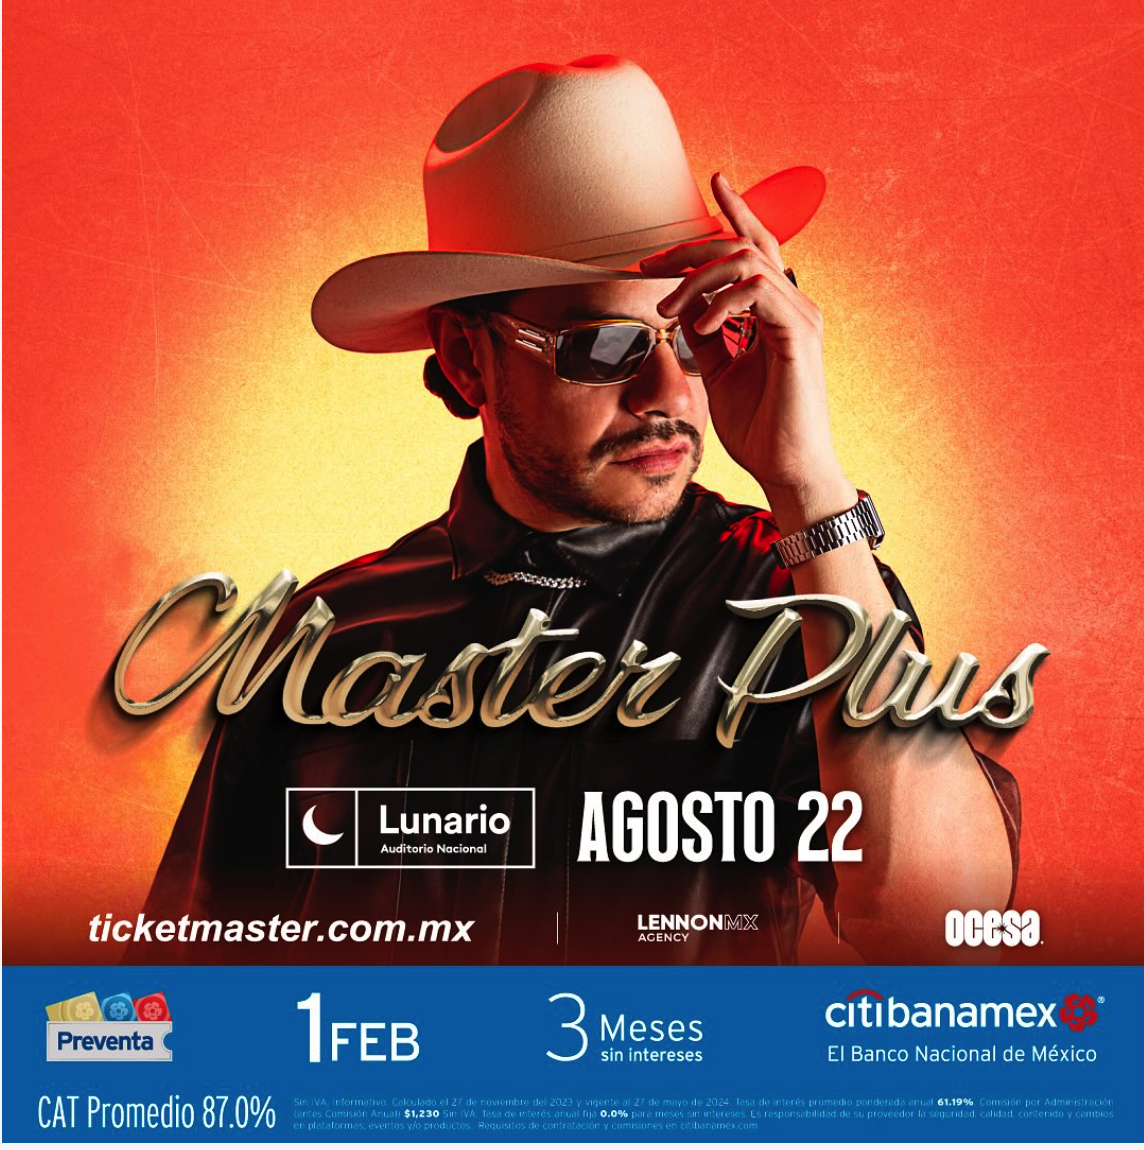 Master Plus
Lunario
Auditorio Nacional
AGOSTO 22
ticketmaster.com.mx
LENNONMX
AGENCY
ocesa
Preventa
1 FEB
3 Meses
sin intereses
citibanamex®
El Banco Nacional de México
CAT Promedio 87.0%
Sin IVA. Informativo. Calculado el 27 de noviembre del 2023 y vigente al 27 de mayo de 2024. Tasa de interés promedio ponderada anual 61.19% Comisión por Administración
(antes Comisión Anual) $1,230 Sin IVA. Tasa de interés anual fija 0.0% para meses sin intereses. Es responsabilidad de su proveedor la seguridad, calidad, contenido y cambios
en plataformas, eventos y/o productos. Requisitos de contratación y comisiones en citibanamex.com